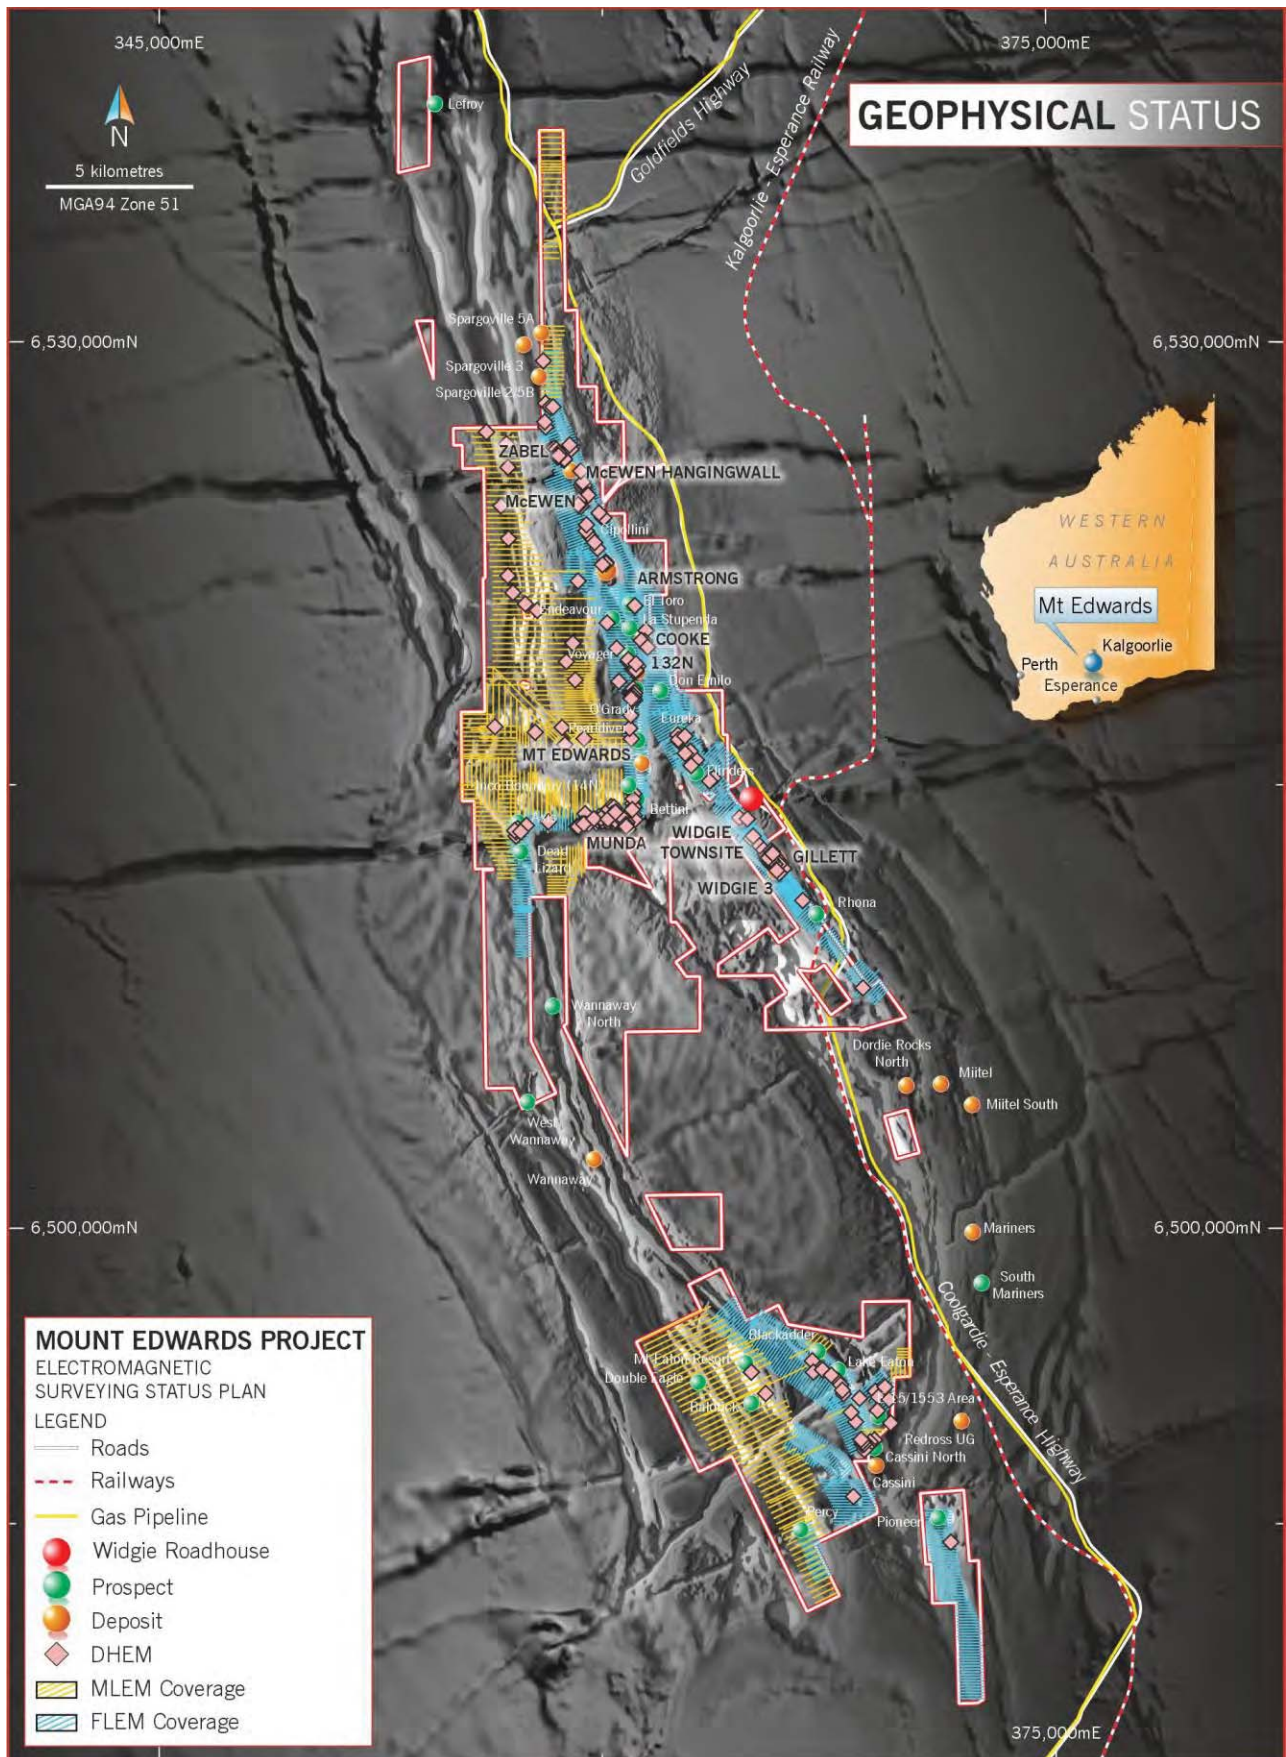 345,000mE
375,000mE
GEOPHYSICAL STATUS
N
5 kilometres
MGA94 Zone 51
Lefroy
Goldfields Highway
Kalgoorlie - Esperance Railway
6,530,000mN
6,530,000mN
Spargoville 5A
Spargoville 3
Spargoville 2/5B
ZABEL
McEWEN HANGINGWALL
McEWEN
Cipollini
ARMSTRONG
El Toro
Endeavour
La Stupenda
COOKE
Voyager
132N
Don Emilo
O'Grady
Eureka
MT EDWARDS
Flinders
Bettini
MUNDA
WIDGIE
TOWNSITE
GILLETT
Dead
Lizard
WIDGIE 3
Rhona
Wannaway
North
Dordie Rocks
North
Miitel
Miitel South
West
Wannaway
Wannaway
6,500,000mN
6,500,000mN
Mariners
South
Mariners
Coolgardie - Esperance Highway
WESTERN
AUSTRALIA
Mt Edwards
Kalgoorlie
Perth
Esperance
Blackadder
Mt Eaton Resort
Lake Eaton
Double Eagle
Redross UG
Cassini North
Cassini
Percy
Pioneer
375,000mE
MOUNT EDWARDS PROJECT
ELECTROMAGNETIC
SURVEYING STATUS PLAN
LEGEND
Roads
Railways
Gas Pipeline
Widgie Roadhouse
Prospect
Deposit
DHEM
MLEM Coverage
FLEM Coverage